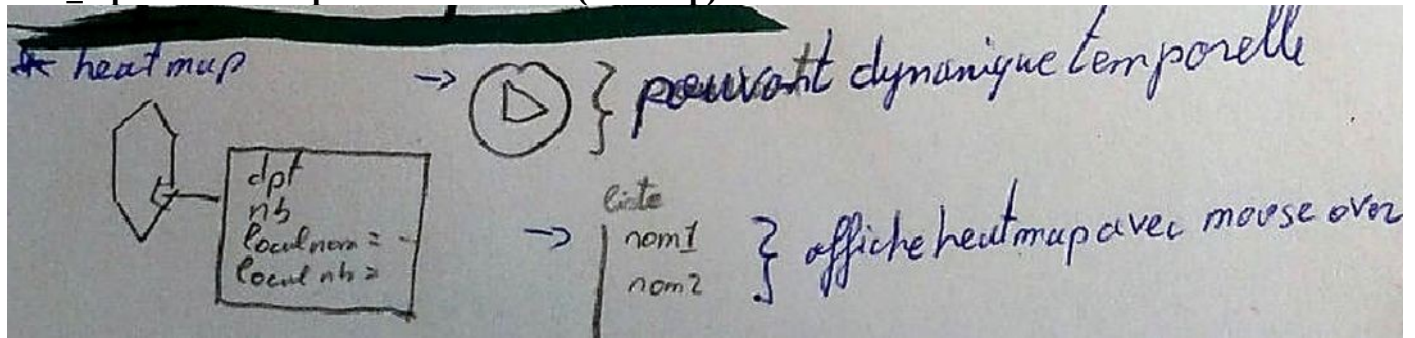 * heatmap
→ } pouvant dynamique temporelle
dpt
nb
local nom = -
local nb =
→ liste
nom1
nom2
} affiche heatmap avec mouse over